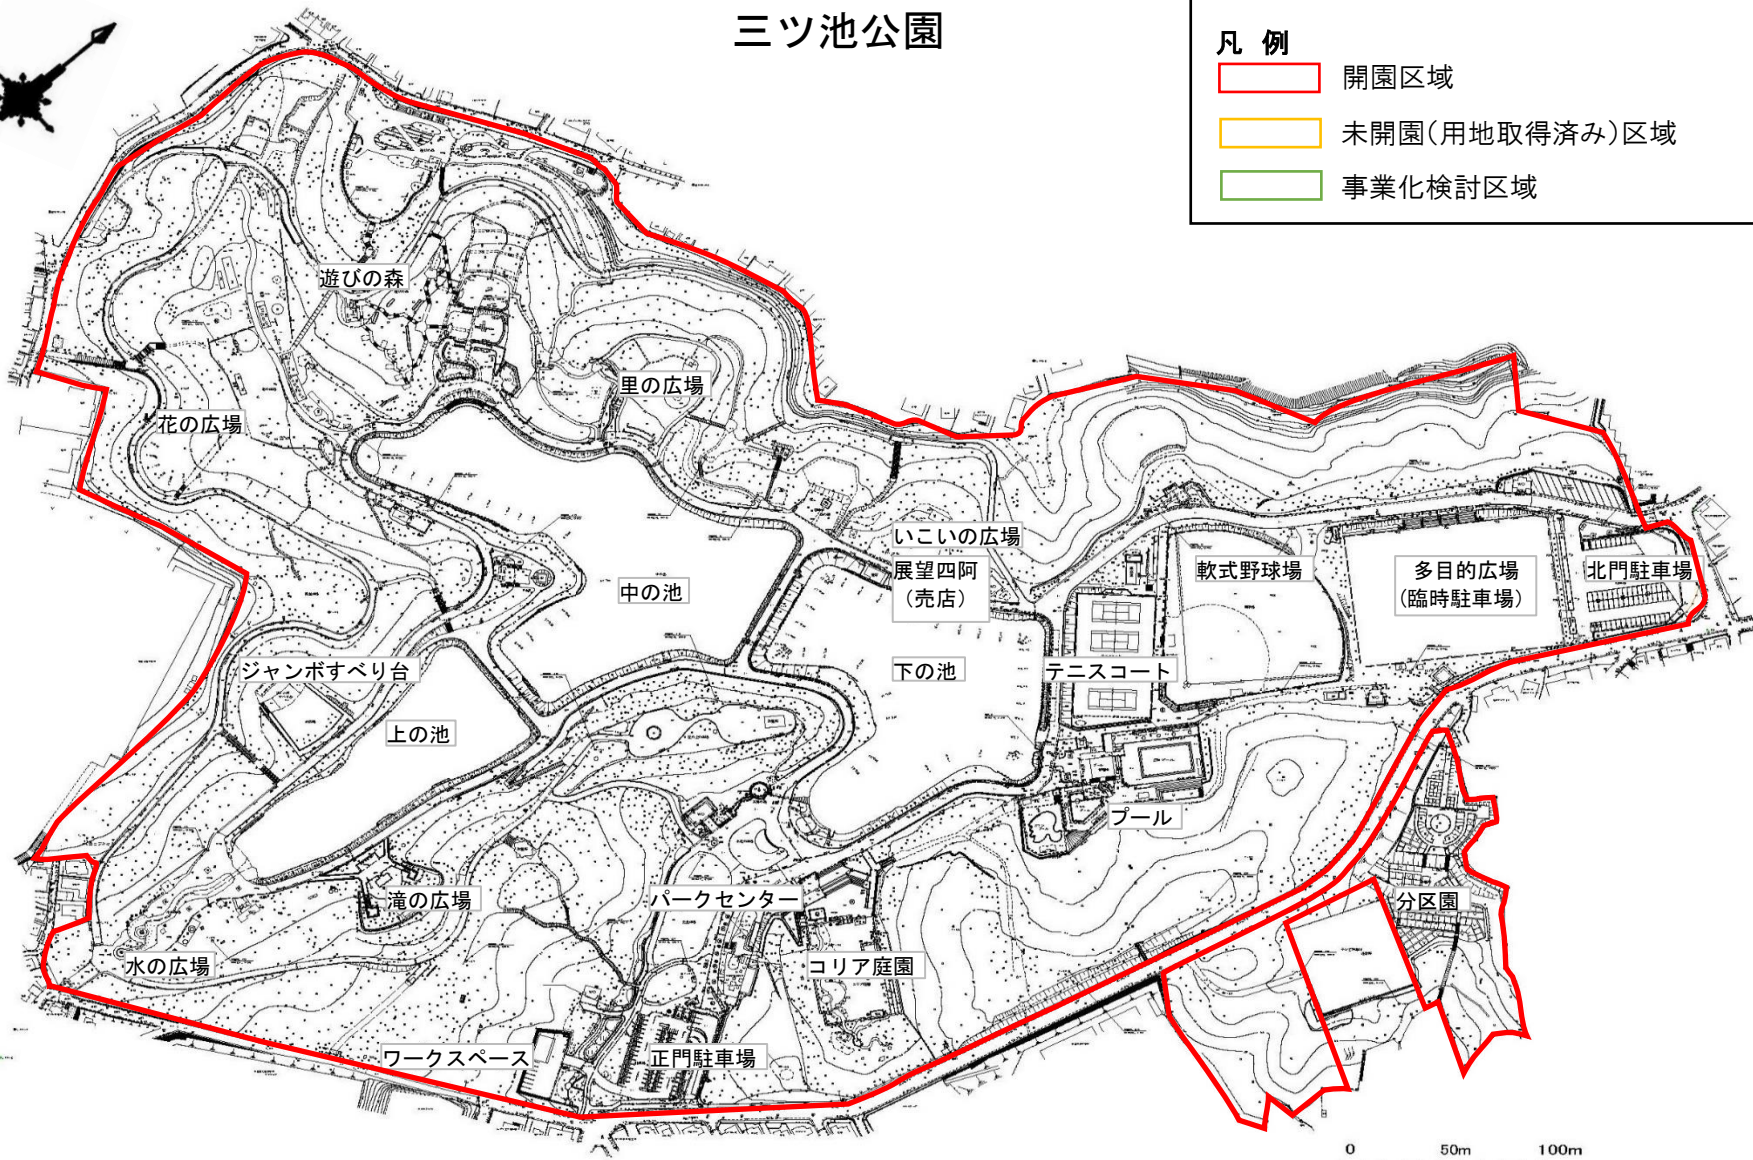 三ツ池公園
凡 例
開園区域
未開園(用地取得済み)区域
事業化検討区域
遊びの森
里の広場
花の広場
いこいの広場
展望四阿
(売店)
軟式野球場
多目的広場
(臨時駐車場)
北門駐車場
中の池
下の池
テニスコート
ジャンボすべり台
上の池
プール
滝の広場
パークセンター
分区園
水の広場
コリア庭園
ワークスペース
正門駐車場
0 50m 100m